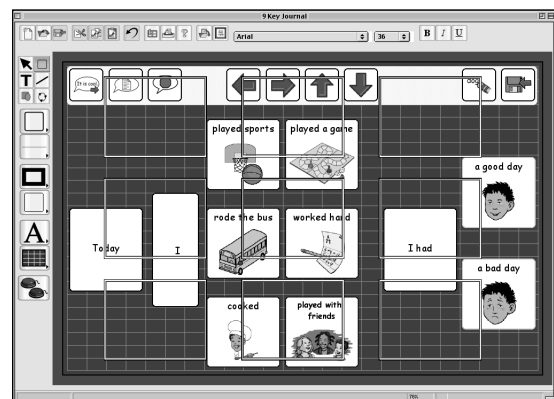 9 Key Journal
Arial
36
B I U
It is cool
played sports
played a game
a good day
T
rode the bus
worked hard
Today
I
I had
A
a bad day
cooked
played with
friends
78%